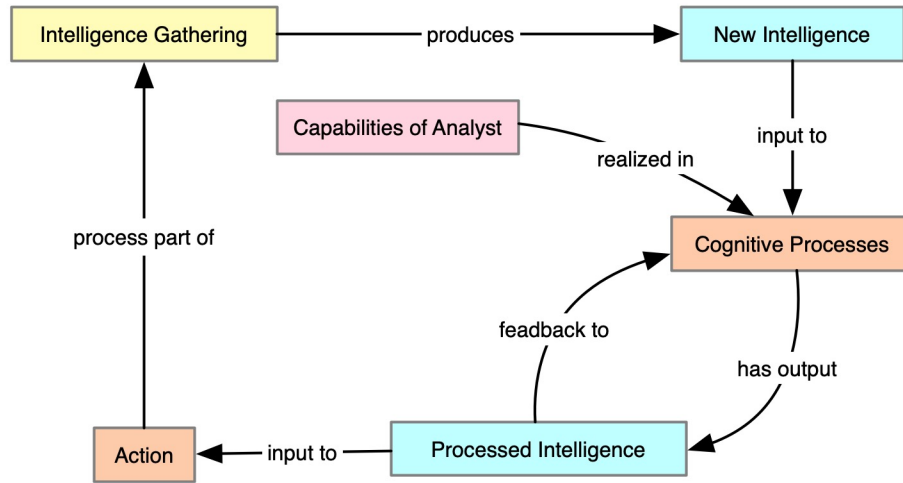 Intelligence Gathering
produces
New Intelligence
Capabilities of Analyst
input to
realized in
process part of
Cognitive Processes
feadback to
has output
Processed Intelligence
input to
Action